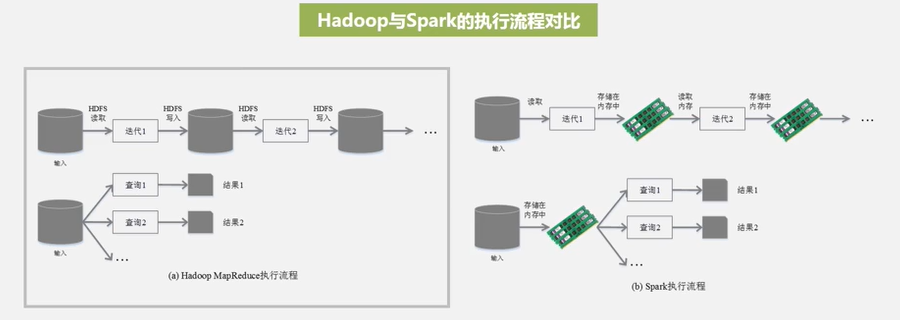 Hadoop与Spark的执行流程对比
HDFS
读取
HDFS
写入
HDFS
读取
HDFS
写入
迭代1
迭代2
...
输入
查询1
结果1
查询2
结果2
输入
...
(a) Hadoop MapReduce执行流程
读取
存储在
内存中
读取
内存
存储在
内存中
迭代1
迭代2
...
输入
存储在
内存中
查询1
结果1
查询2
结果2
输入
...
(b) Spark执行流程